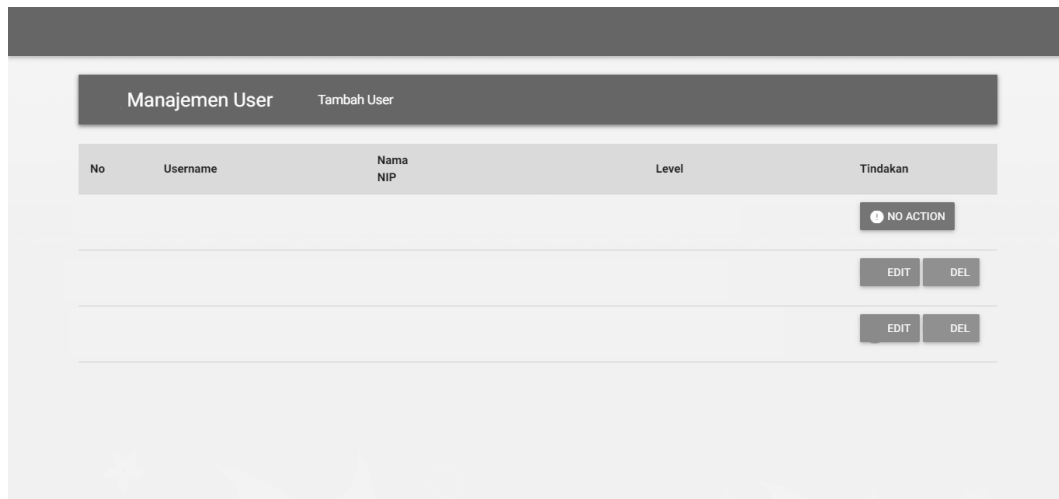 Manajemen User Tambah User
No Username Nama NIP Level Tindakan
NO ACTION
EDIT DEL
EDIT DEL